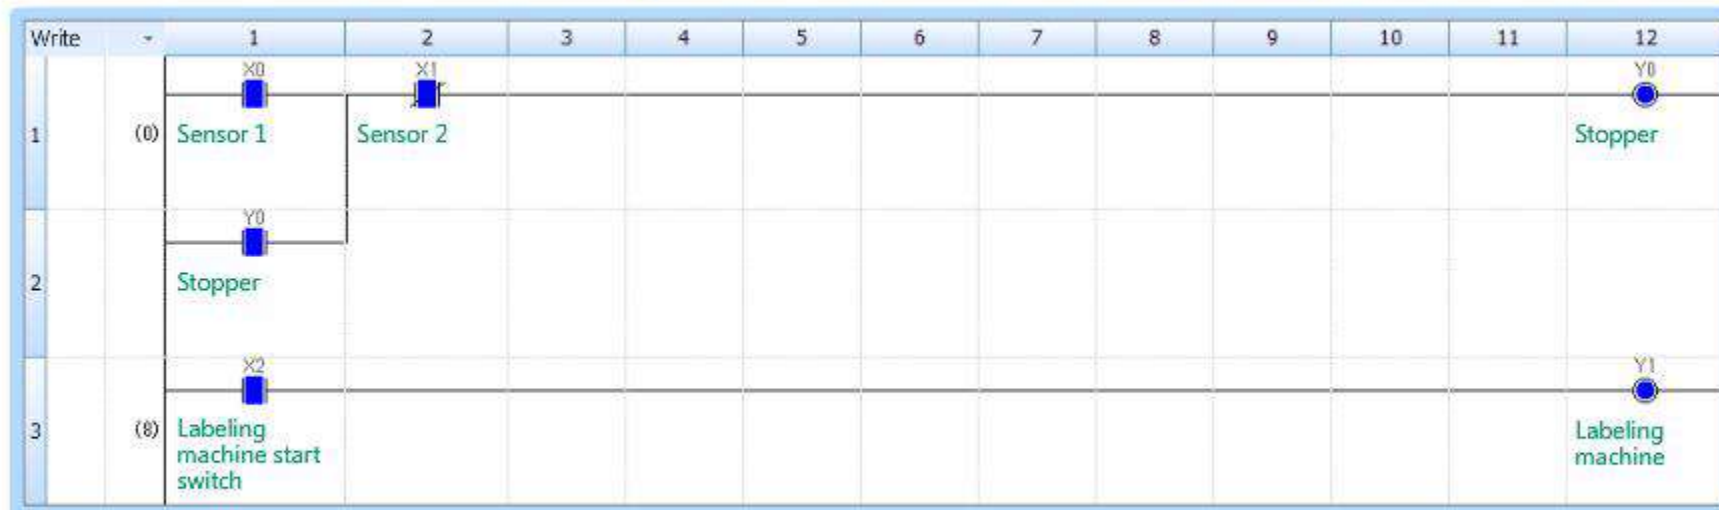 Write 1 2 3 4 5 6 7 8 9 10 11 12
X0 X1 Y0
1 (0) Sensor 1 Sensor 2 Stopper
Y0
2 Stopper
X2 Y1
3 (8) Labeling machine start switch Labeling machine